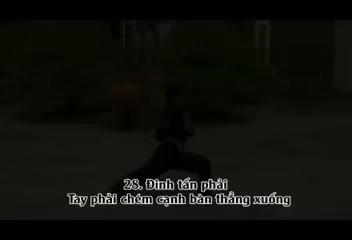 28. Đinh tấn phải
Tay phải chém cạnh bàn thẳng xuống